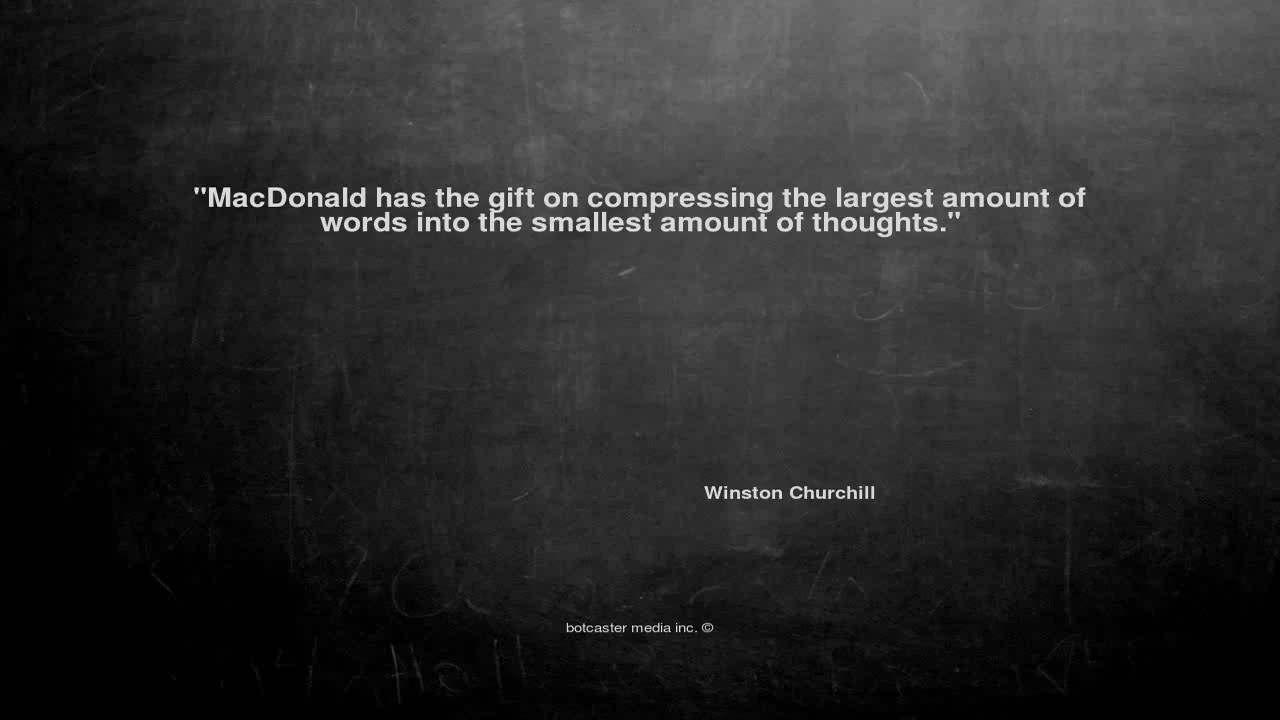 "MacDonald has the gift on compressing the largest amount of
words into the smallest amount of thoughts."
Winston Churchill
botcaster media inc. ©